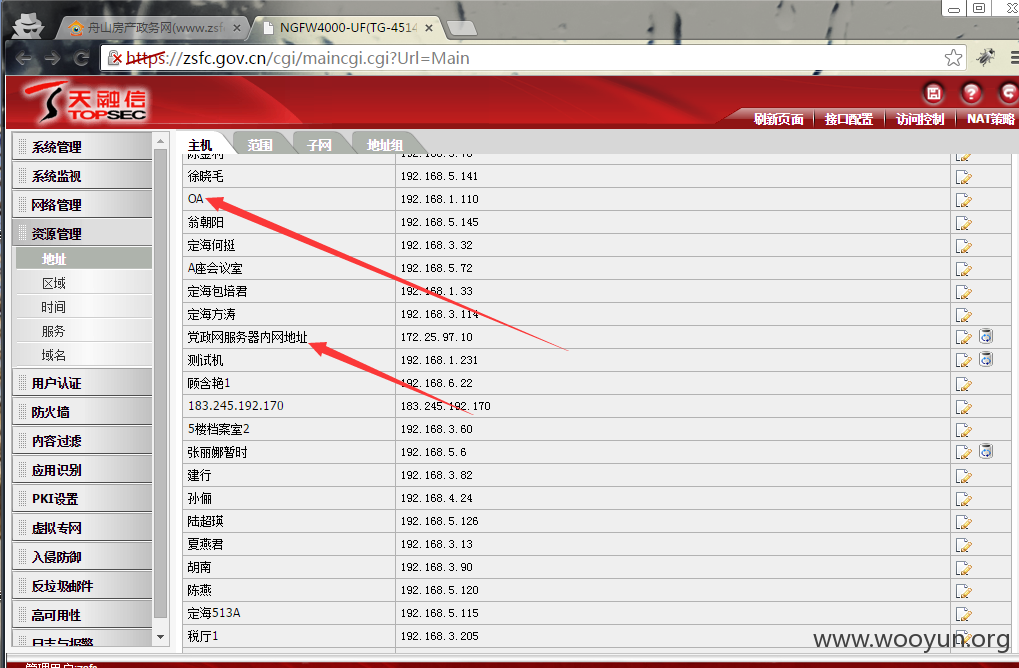 舟山房产政务网(www.zsf
NGFW4000-UF(TG-4514
https://zsfc.gov.cn/cgi/maincgi.cgi?Url=Main
天融信
TOPSEC
刷新页面 接口配置 访问控制 NAT策略
系统管理
系统监视
网络管理
资源管理
地址
区域
时间
服务
域名
用户认证
防火墙
内容过滤
应用识别
PKI设置
虚拟专网
入侵防御
反垃圾邮件
高可用性
日志与报警
主机 范围 子网 地址组
徐晓毛 192.168.5.141
OA 192.168.1.110
翁朝阳 192.168.5.145
定海何挺 192.168.3.32
A座会议室 192.168.5.72
定海包培君 192.168.1.33
定海方涛 192.168.3.114
党政网服务器内网地址 172.25.97.10
测试机 192.168.1.231
顾含艳1 192.168.6.22
183.245.192.170 183.245.192.170
5楼档案室2 192.168.3.60
张丽娜暂时 192.168.5.6
建行 192.168.3.82
孙俪 192.168.4.24
陆超瑛 192.168.5.126
夏燕君 192.168.3.13
胡南 192.168.3.90
陈燕 192.168.5.120
定海513A 192.168.5.115
税厅1 192.168.3.205
www.wooyun.org
管理用户:zsfc